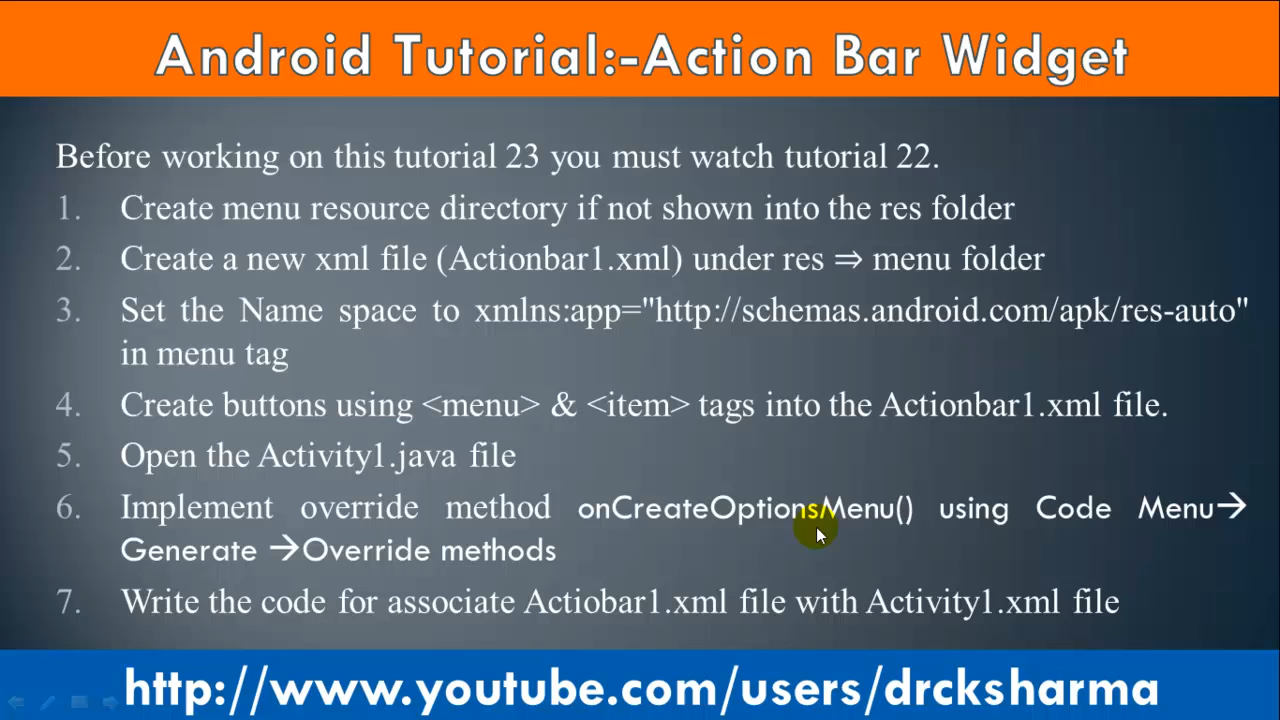 Android Tutorial:-Action Bar Widget
Before working on this tutorial 23 you must watch tutorial 22.
1. Create menu resource directory if not shown into the res folder
2. Create a new xml file (Actionbar1.xml) under res ⇒ menu folder
3. Set the Name space to xmlns:app="http://schemas.android.com/apk/res-auto"
in menu tag
4. Create buttons using <menu> & <item> tags into the Actionbar1.xml file.
5. Open the Activity1.java file
6. Implement override method onCreateOptionsMenu() using Code Menu→
Generate →Override methods
7. Write the code for associate Actiobar1.xml file with Activity1.xml file
http://www.youtube.com/users/drcksharma